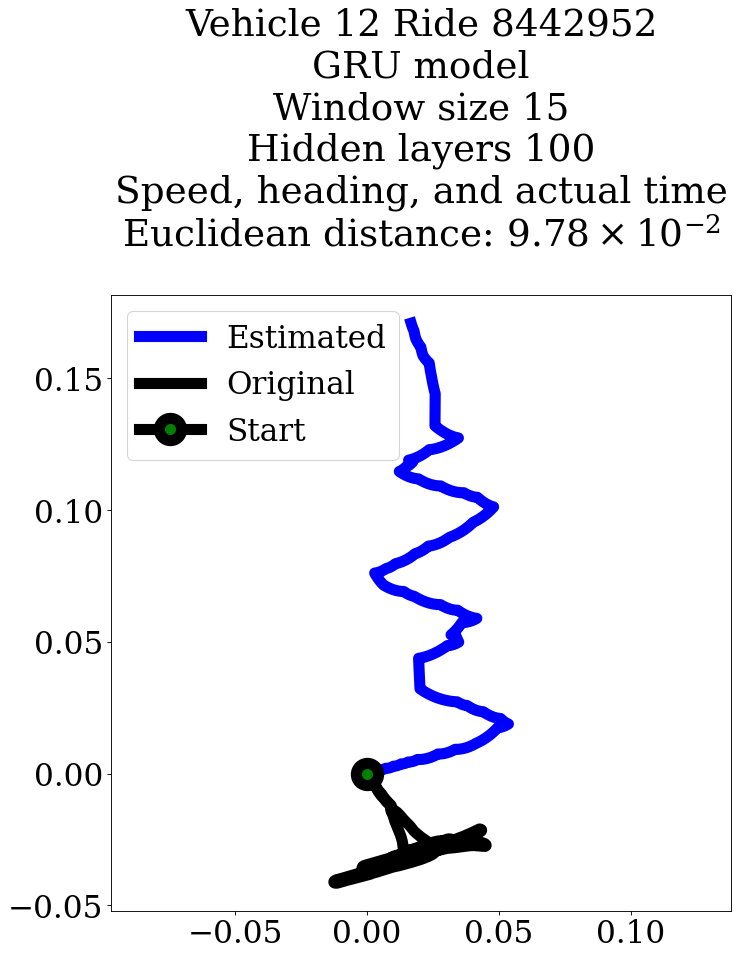 Vehicle 12 Ride 8442952
GRU model
Window size 15
Hidden layers 100
Speed, heading, and actual time
Euclidean distance: 9.78 × 10⁻²
Estimated
Original
Start
0.15
0.10
0.05
0.00
−0.05
−0.05 0.00 0.05 0.10